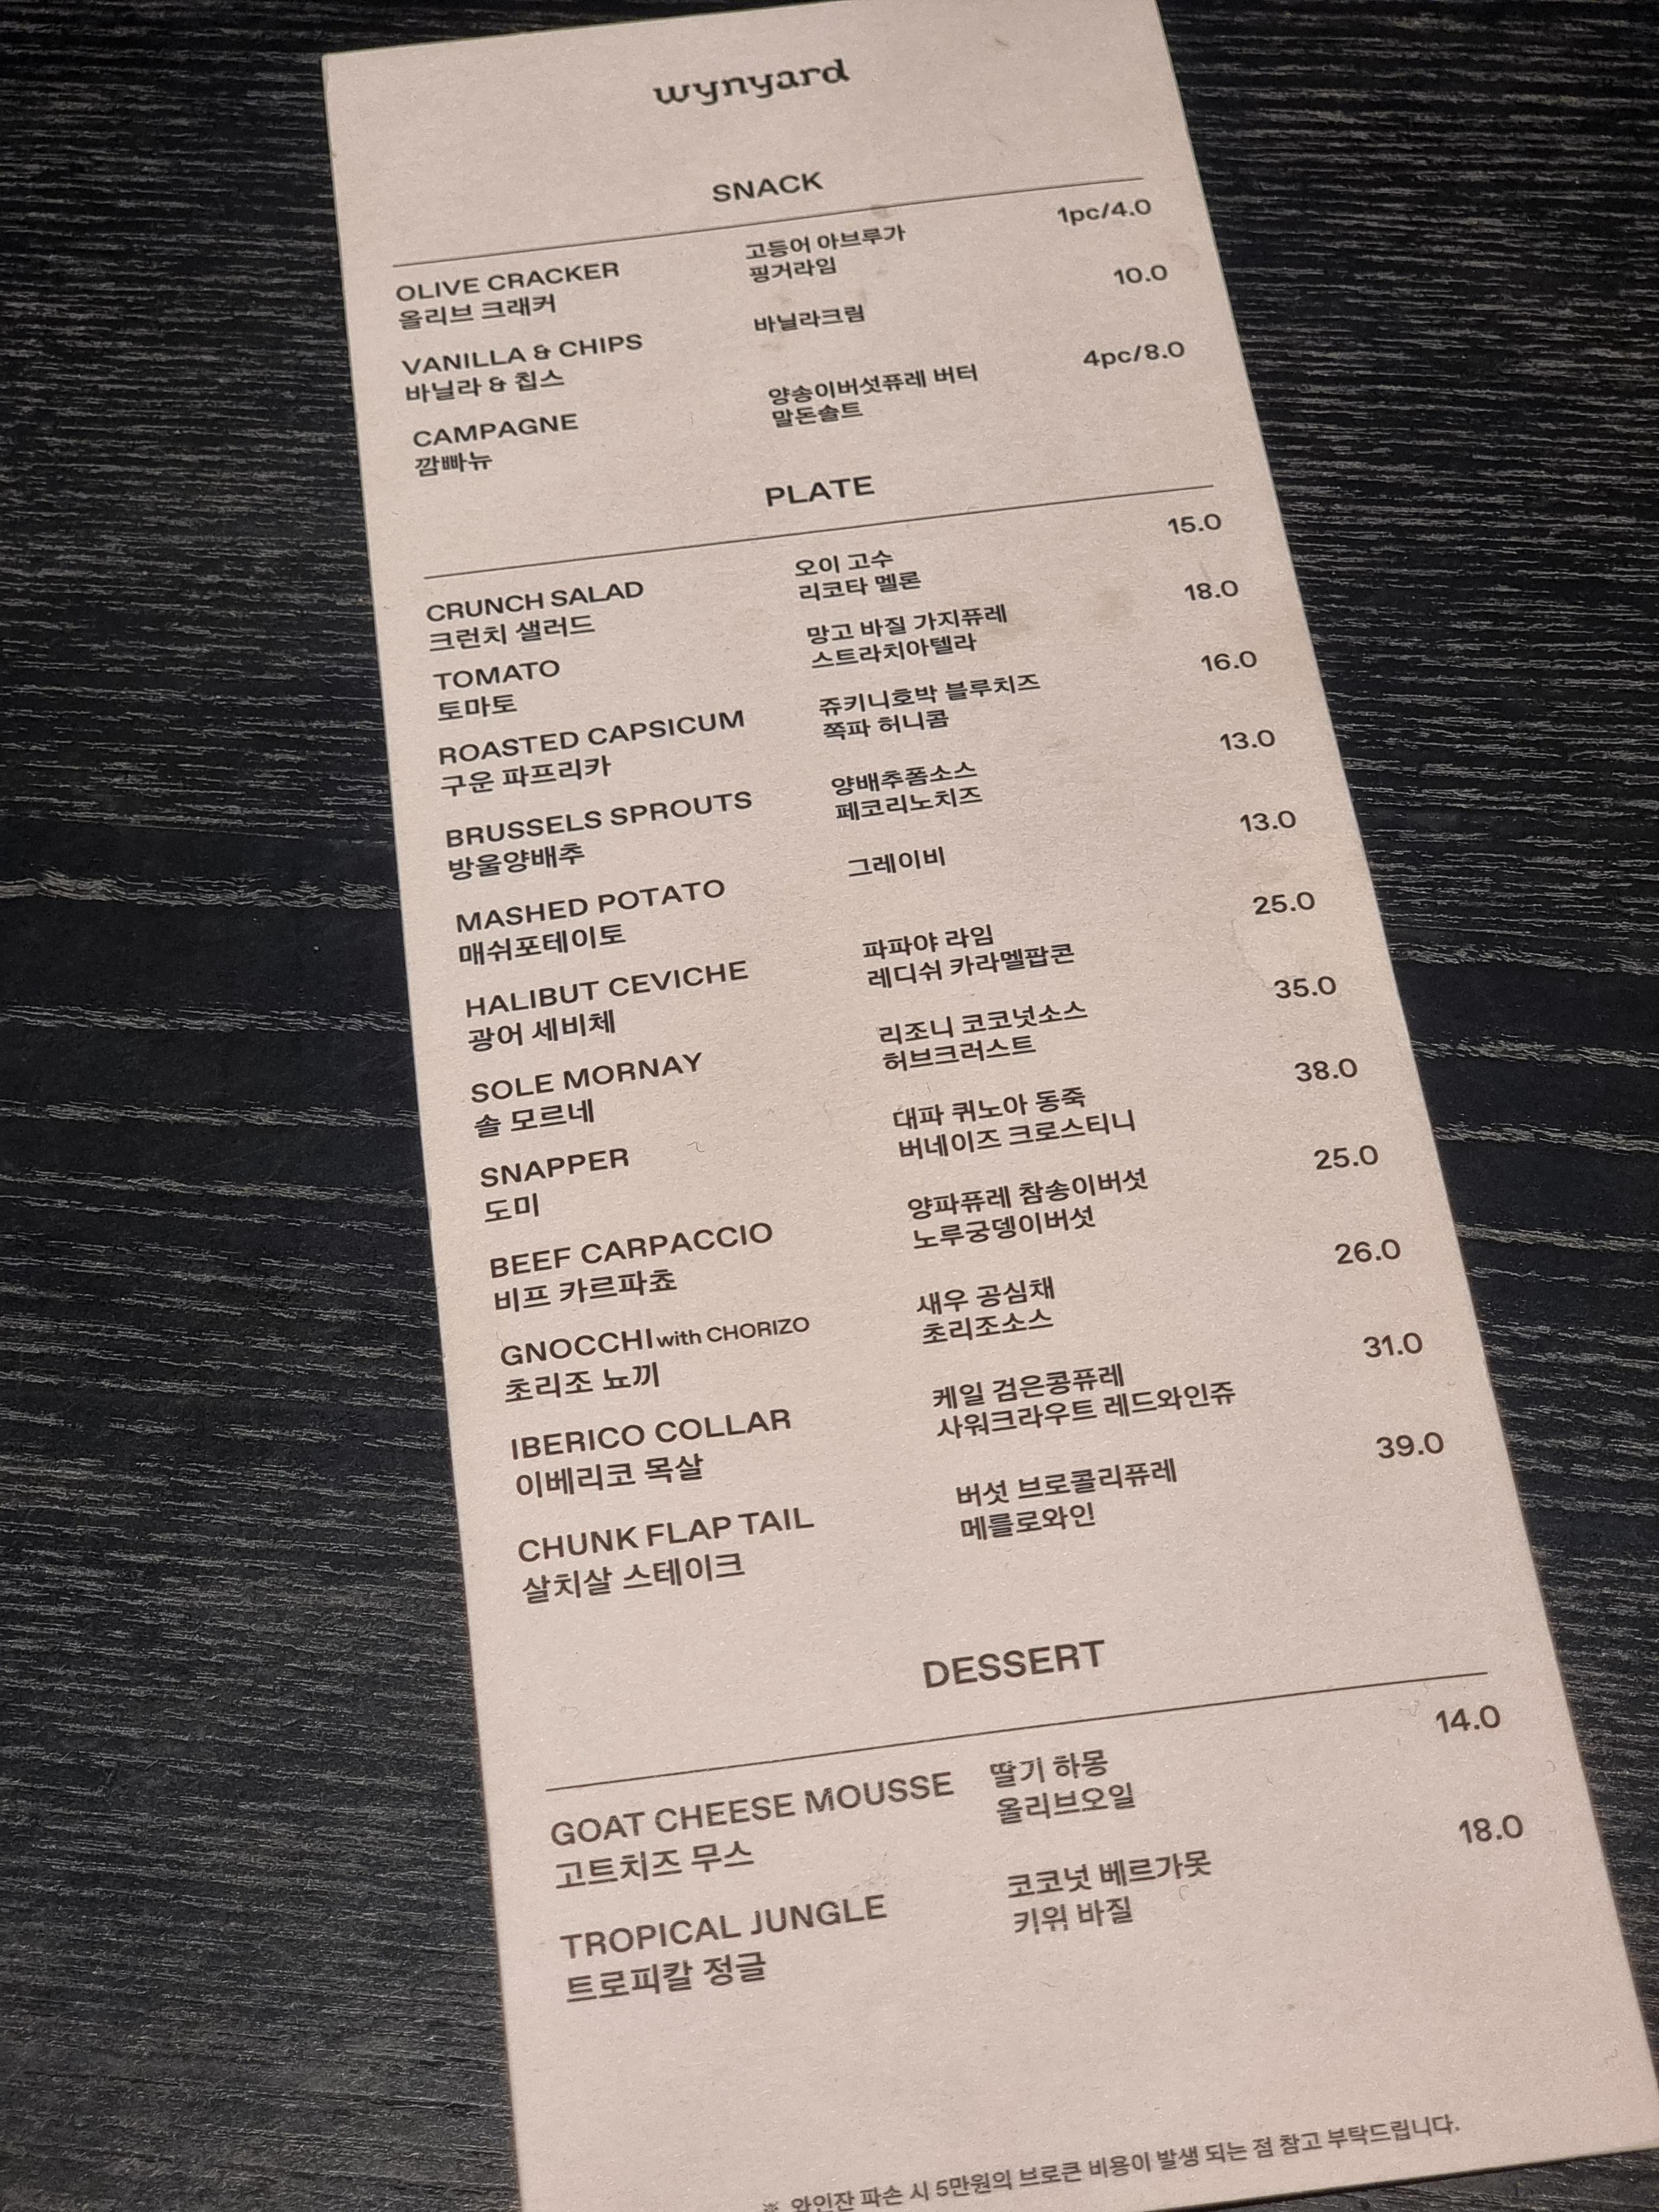 wynyard
SNACK
OLIVE CRACKER
올리브 크래커
고등어 아브루가
핑거라임
1pc/4.0
VANILLA & CHIPS
바닐라 & 칩스
바닐라크림
10.0
CAMPAGNE
깜빠뉴
양송이버섯퓨레 버터
말돈솔트
4pc/8.0
PLATE
CRUNCH SALAD
크런치 샐러드
오이 고수
리코타 멜론
15.0
TOMATO
토마토
망고 바질 가지퓨레
스트라치아텔라
18.0
ROASTED CAPSICUM
구운 파프리카
쥬키니호박 블루치즈
쪽파 허니콤
16.0
BRUSSELS SPROUTS
방울양배추
양배추폼소스
페코리노치즈
13.0
MASHED POTATO
매쉬포테이토
그레이비
13.0
HALIBUT CEVICHE
광어 세비체
파파야 라임
레디쉬 카라멜팝콘
25.0
SOLE MORNAY
솔 모르네
리조니 코코넛소스
허브크러스트
35.0
SNAPPER
도미
대파 퀴노아 동죽
버네이즈 크로스티니
38.0
BEEF CARPACCIO
비프 카르파쵸
양파퓨레 참송이버섯
노루궁뎅이버섯
25.0
GNOCCHI with CHORIZO
초리조 뇨끼
새우 공심채
초리조소스
26.0
IBERICO COLLAR
이베리코 목살
케일 검은콩퓨레
사워크라우트 레드와인쥬
31.0
CHUNK FLAP TAIL
살치살 스테이크
버섯 브로콜리퓨레
메를로와인
39.0
DESSERT
GOAT CHEESE MOUSSE
고트치즈 무스
딸기 하몽
올리브오일
14.0
TROPICAL JUNGLE
트로피칼 정글
코코넛 베르가못
키위 바질
18.0
※ 와인잔 파손 시 5만원의 브로큰 비용이 발생 되는 점 참고 부탁드립니다.